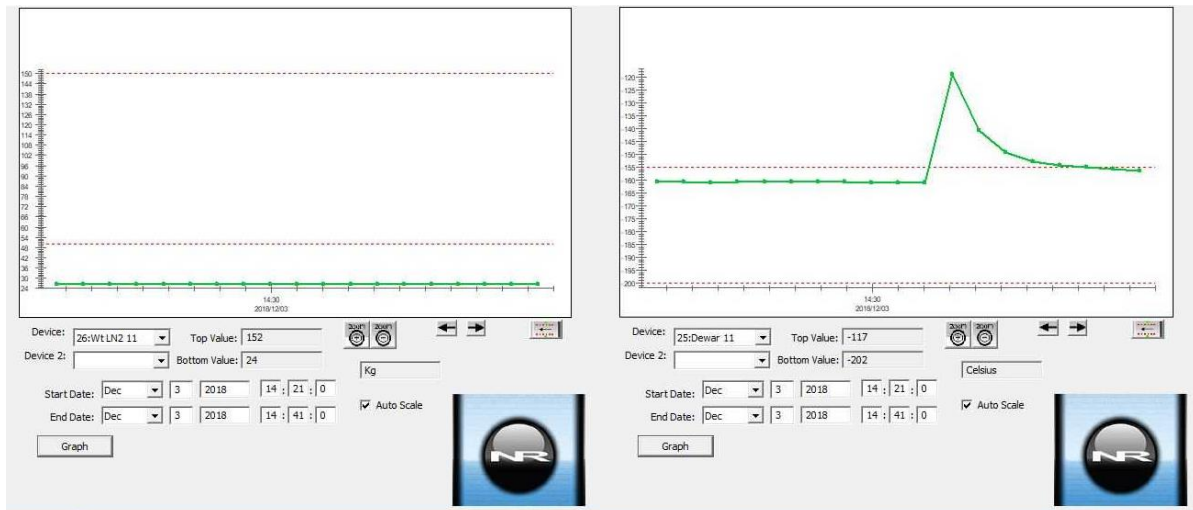 150
144
138
132
126
120
114
108
102
96
90
84
78
72
66
60
54
48
42
36
30
24
14:30
2018/12/03
Device: 26:Wt LN2 11 Top Value: 152
Device 2: Bottom Value: 24
Zoom Zoom
Kg
Start Date: Dec 3 2018 14 : 21 : 0
End Date: Dec 3 2018 14 : 41 : 0
Auto Scale
Graph
NR
-120
-125
-130
-135
-140
-145
-150
-155
-160
-165
-170
-175
-180
-185
-190
-195
-200
14:30
2018/12/03
Device: 25:Dewar 11 Top Value: -117
Device 2: Bottom Value: -202
Zoom Zoom
Celsius
Start Date: Dec 3 2018 14 : 21 : 0
End Date: Dec 3 2018 14 : 41 : 0
Auto Scale
Graph
NR